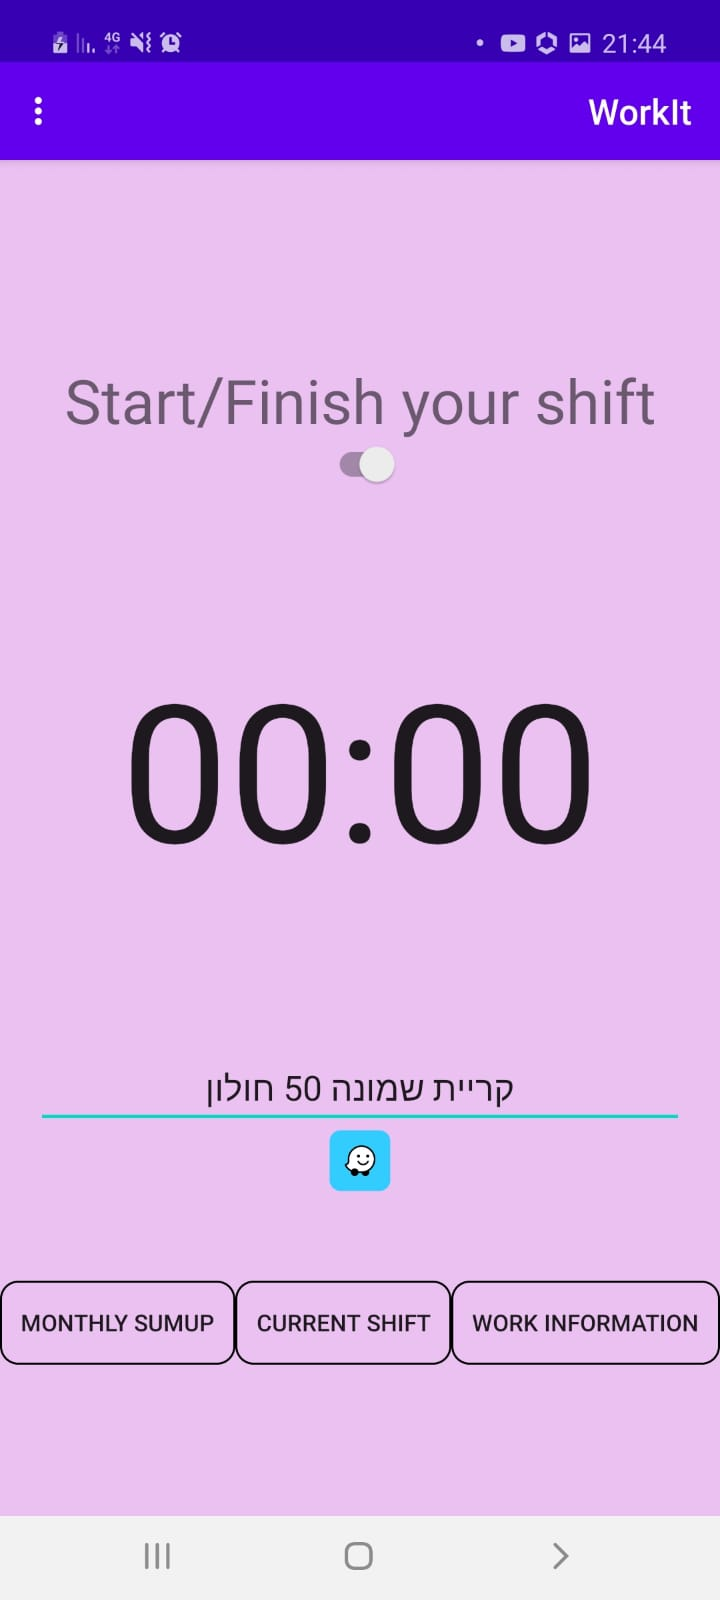 4G
21:44
WorkIt
Start/Finish your shift
00:00
קריית שמונה 50 חולון
MONTHLY SUMUP
CURRENT SHIFT
WORK INFORMATION